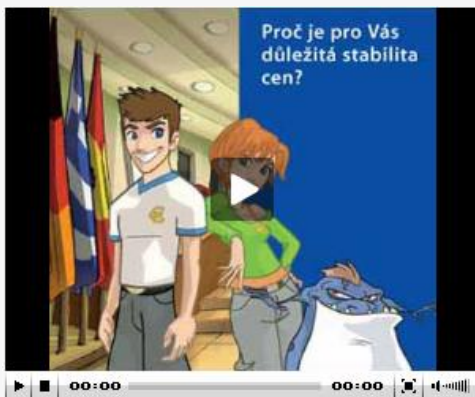 Proč je pro Vás
důležitá stabilita
cen?
€
00:00 00:00